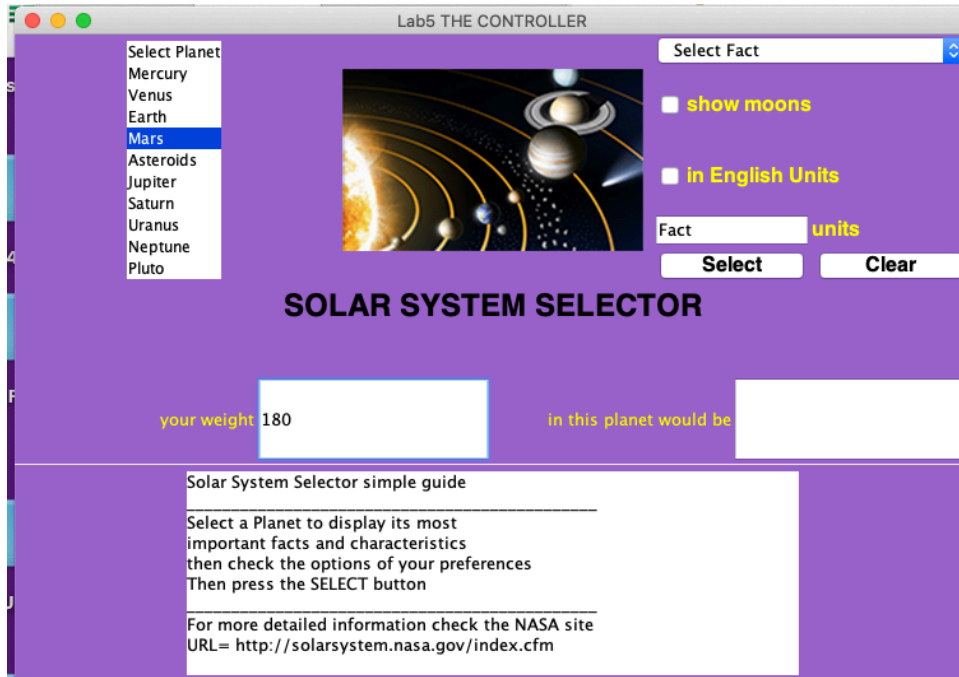 Lab5 THE CONTROLLER
Select Planet
Mercury
Venus
Earth
Mars
Asteroids
Jupiter
Saturn
Uranus
Neptune
Pluto
Select Fact
show moons
in English Units
Fact units
Select Clear
SOLAR SYSTEM SELECTOR
your weight 180 in this planet would be
Solar System Selector simple guide
Select a Planet to display its most
important facts and characteristics
then check the options of your preferences
Then press the SELECT button
For more detailed information check the NASA site
URL= http://solarsystem.nasa.gov/index.cfm